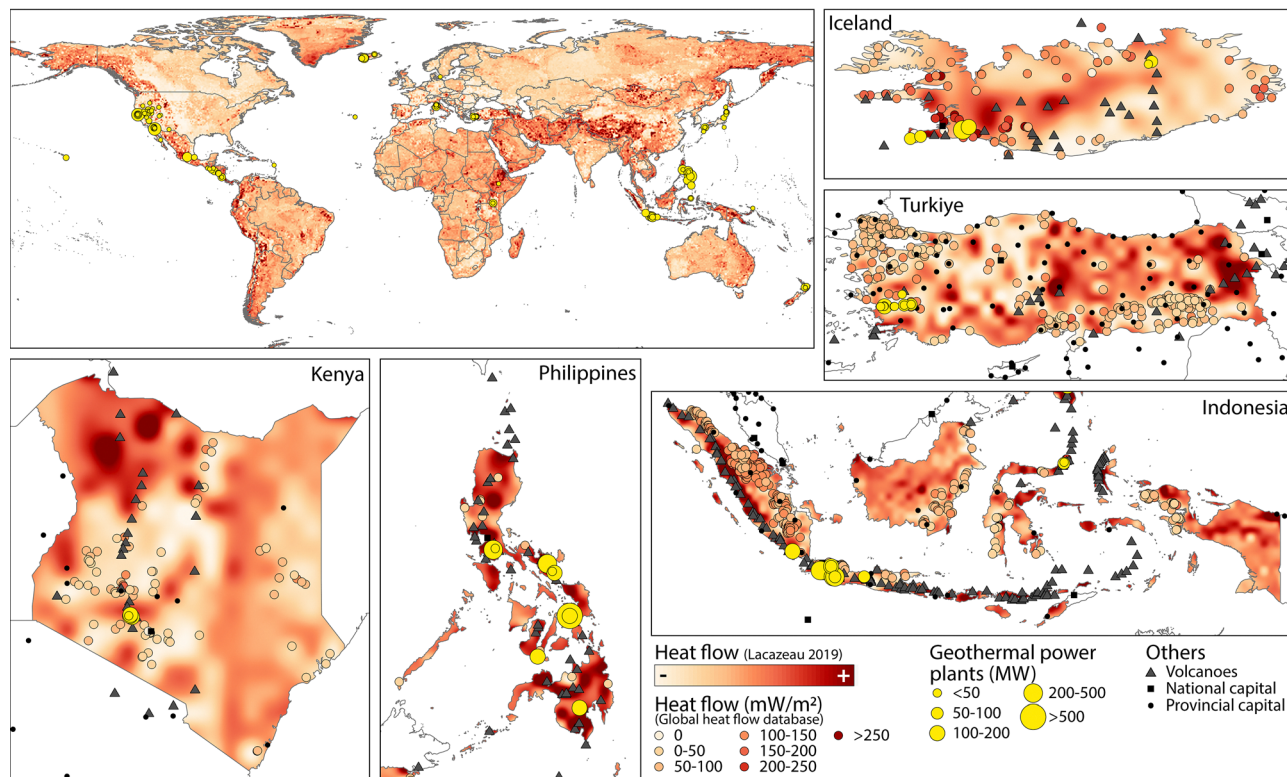 Iceland
Turkiye
Kenya
Philippines
Indonesia
Heat flow (Lacazeau 2019)
- +
Heat flow (mW/m²)
(Global heat flow database)
0
0-50
50-100
100-150
150-200
200-250
>250
Geothermal power
plants (MW)
<50
50-100
100-200
200-500
>500
Others
Volcanoes
National capital
Provincial capital